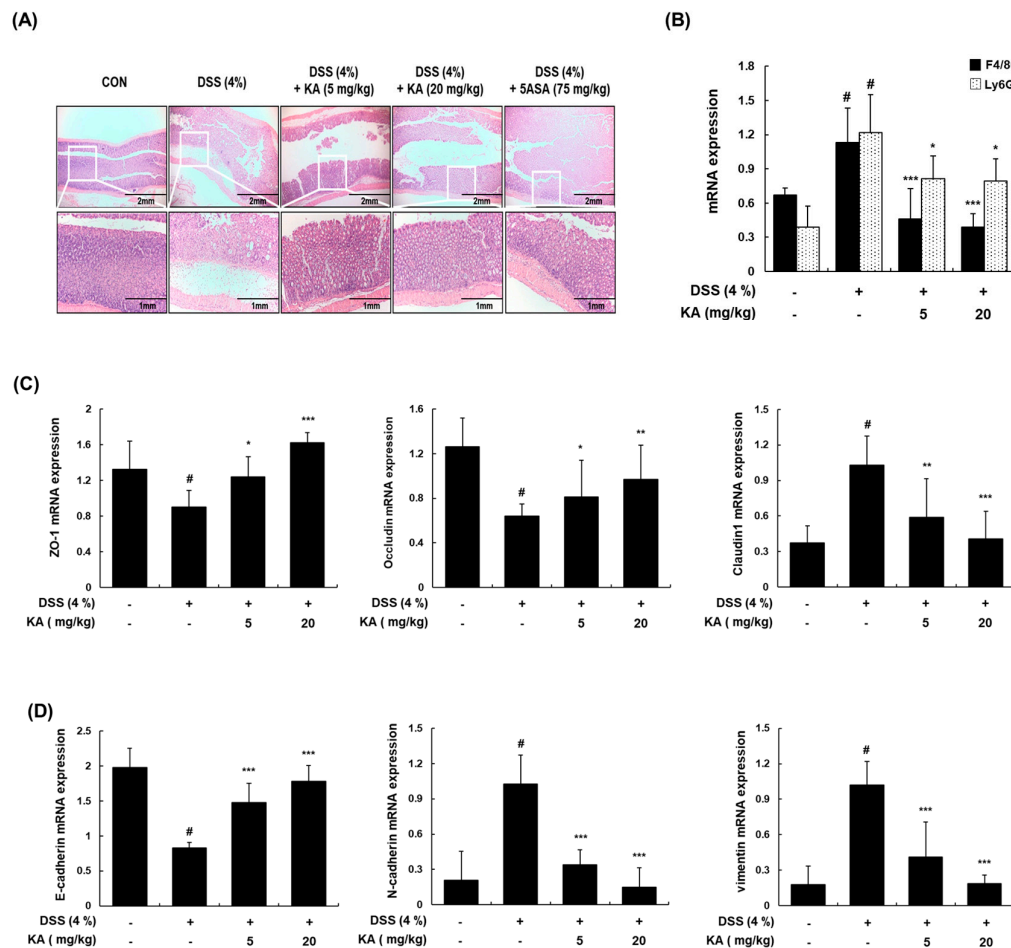 (A)
CON
DSS (4%)
DSS (4%)
+ KA (5 mg/kg)
DSS (4%)
+ KA (20 mg/kg)
DSS (4%)
+ 5ASA (75 mg/kg)
2mm
2mm
2mm
2mm
2mm
1mm
1mm
1mm
1mm
1mm
(B)
F4/8
Ly6G
mRNA expression
1.8
1.5
1.2
0.9
0.6
0.3
0
# #
*** *
*** *
DSS (4 %) - + + +
KA (mg/kg) - - 5 20
(C)
ZO-1 mRNA expression
2
1.6
1.2
0.8
0.4
0
#
*
***
DSS (4 %) - + + +
KA ( mg/kg) - - 5 20
Occludin mRNA expression
1.6
1.2
0.8
0.4
0
#
*
**
DSS (4 %) - + + +
KA ( mg/kg) - - 5 20
Claudin1 mRNA expression
1.5
1.2
0.9
0.6
0.3
0
#
**
***
DSS (4 %) - + + +
KA ( mg/kg) - - 5 20
(D)
E-cadherin mRNA expression
2.5
2
1.5
1
0.5
0
#
***
***
DSS (4 %) - + + +
KA ( mg/kg) - - 5 20
N-cadherin mRNA expression
1.5
1.2
0.9
0.6
0.3
0
#
***
***
DSS (4 %) - + + +
KA ( mg/kg) - - 5 20
vimentin mRNA expression
1.5
1.2
0.9
0.6
0.3
0
#
***
***
DSS (4 %) - + + +
KA ( mg/kg) - - 5 20